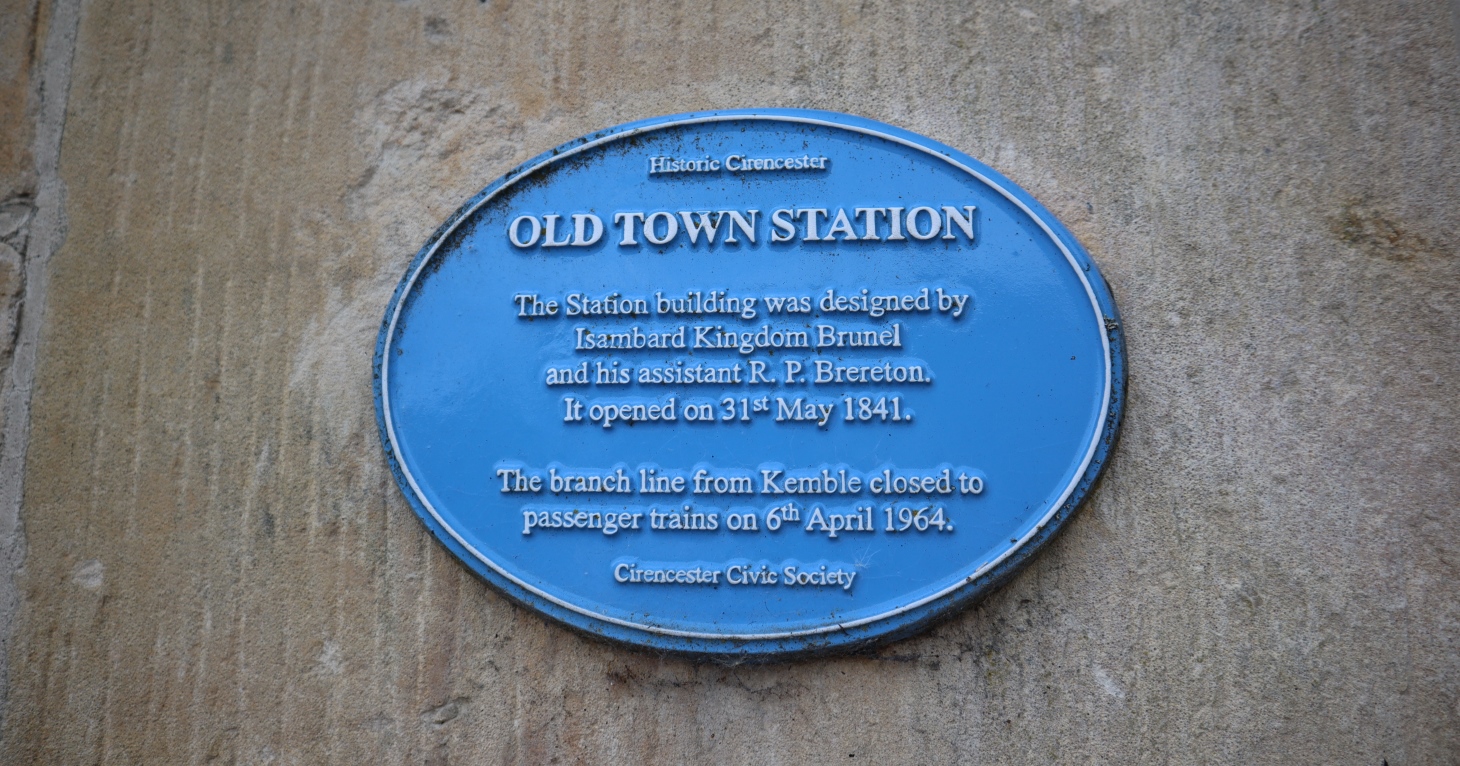 Historic Cirencester
OLD TOWN STATION
The Station building was designed by
Isambard Kingdom Brunel
and his assistant R. P. Brereton.
It opened on 31st May 1841.
The branch line from Kemble closed to
passenger trains on 6th April 1964.
Cirencester Civic Society